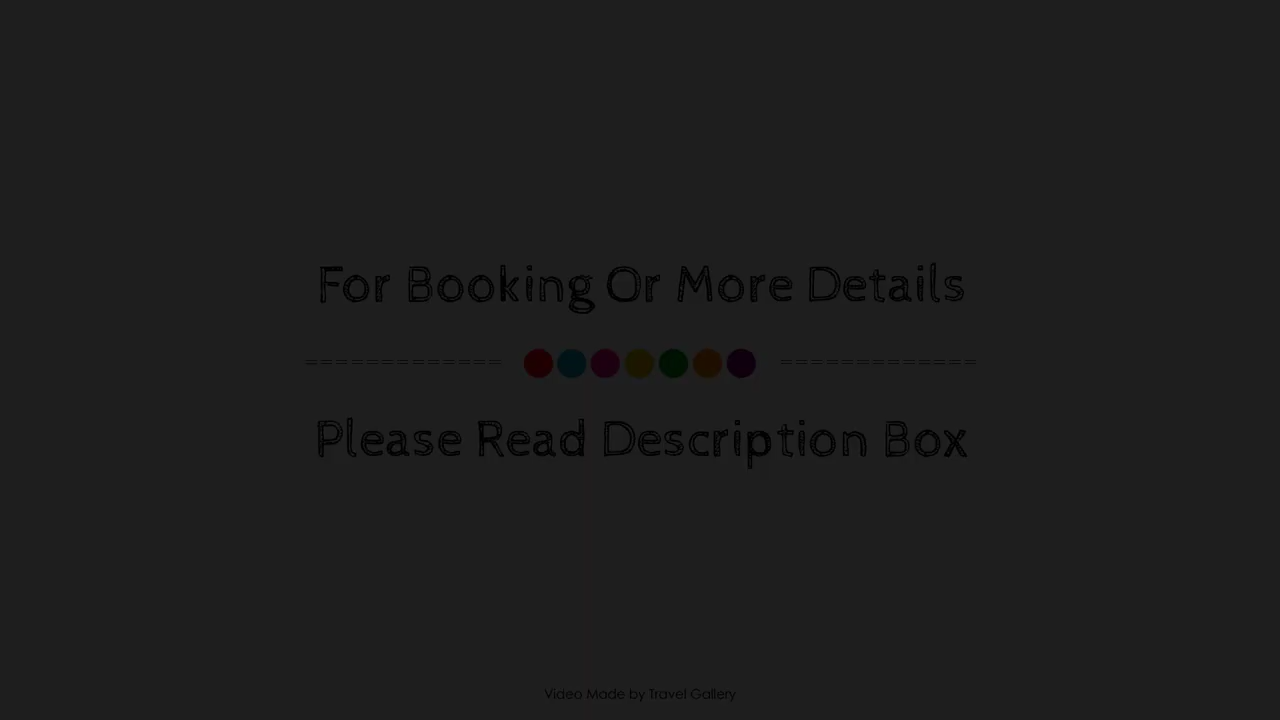 For Booking Or More Details
============= =============
Please Read Description Box
Video Made by Travel Gallery